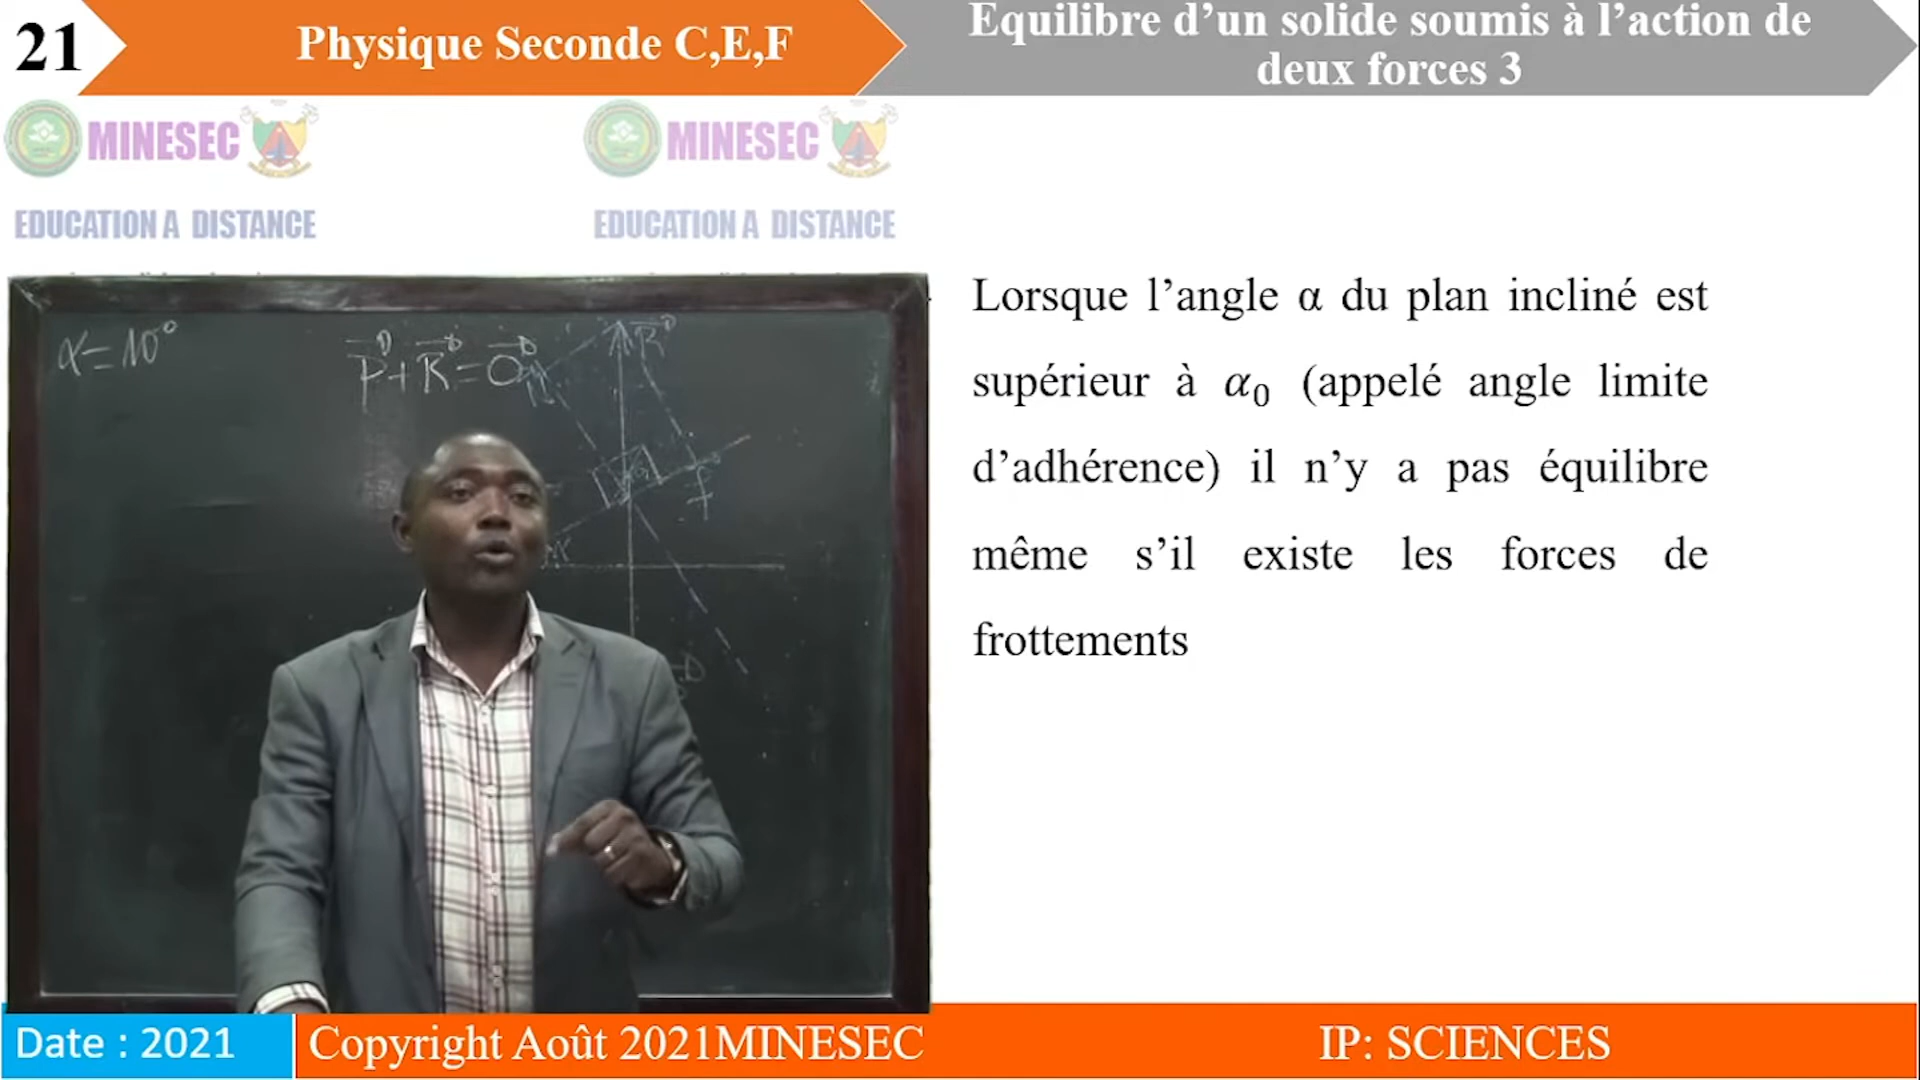 21
Physique Seconde C,E,F
Equilibre d’un solide soumis à l’action de
deux forces 3
MINESEC
MINESEC
EDUCATION A DISTANCE
EDUCATION A DISTANCE
α = 10°
P + R = O
R
f
Lorsque l’angle α du plan incliné est
supérieur à α₀ (appelé angle limite
d’adhérence) il n’y a pas équilibre
même s’il existe les forces de
frottements
Date : 2021
Copyright Août 2021MINESEC
IP: SCIENCES